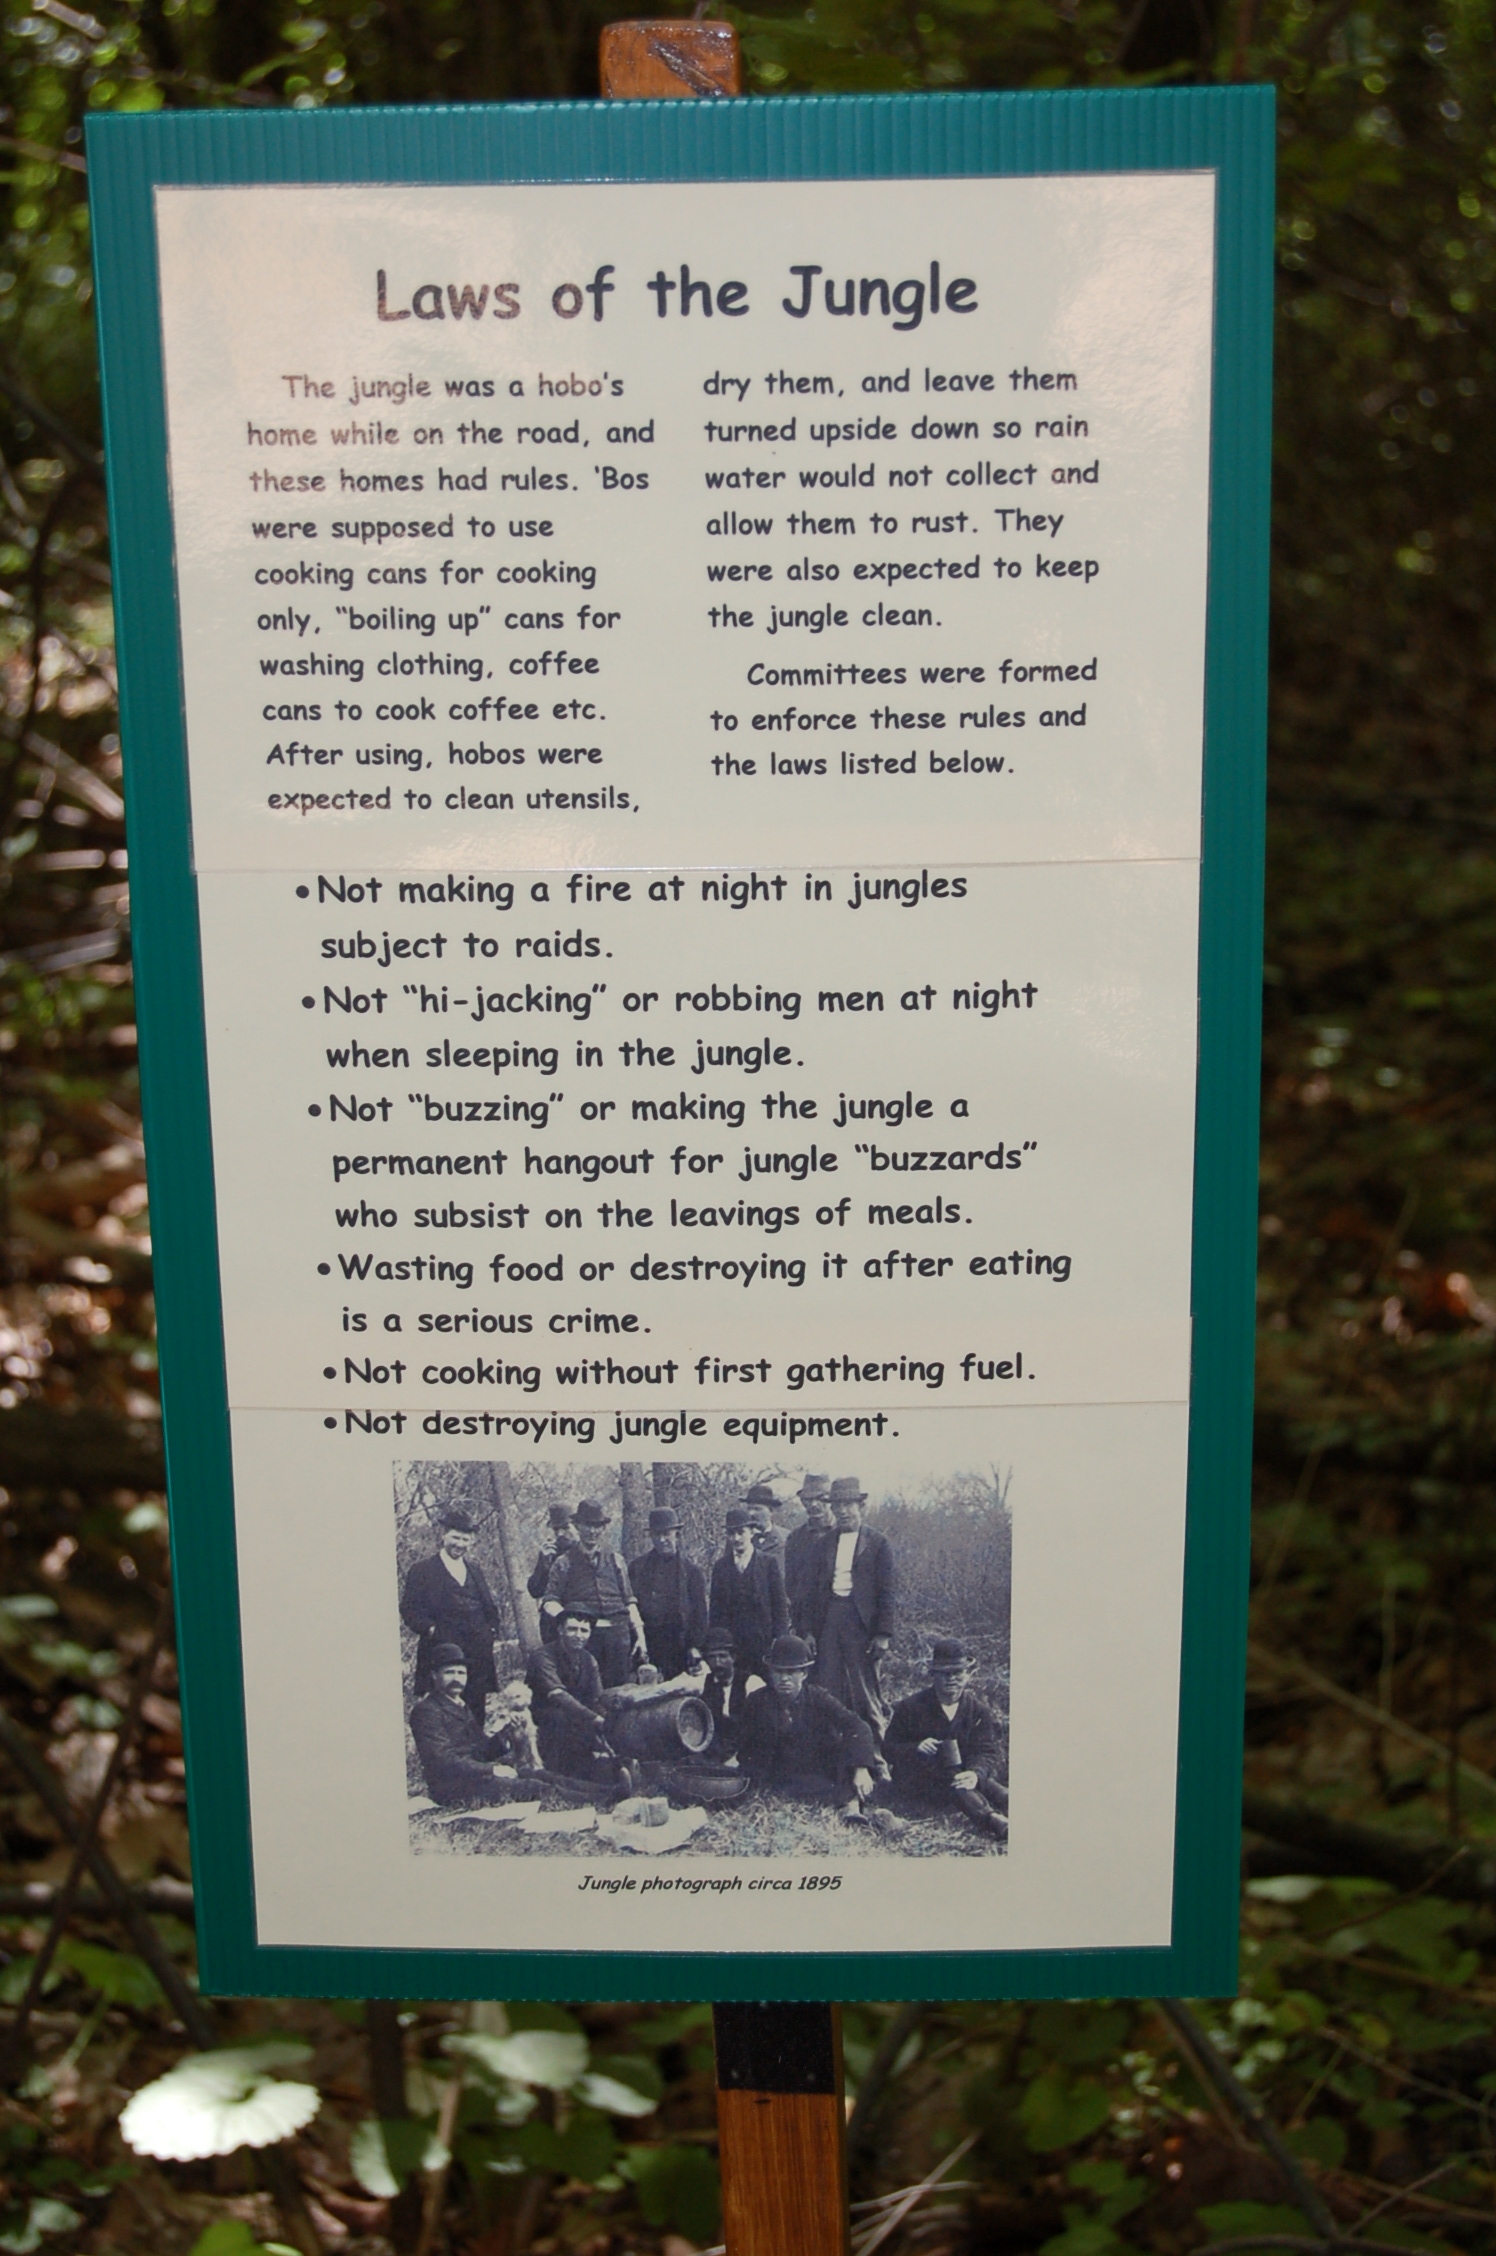 Laws of the Jungle
The jungle was a hobo's
home while on the road, and
these homes had rules. 'Bos
were supposed to use
cooking cans for cooking
only, “boiling up” cans for
washing clothing, coffee
cans to cook coffee etc.
After using, hobos were
expected to clean utensils,
dry them, and leave them
turned upside down so rain
water would not collect and
allow them to rust. They
were also expected to keep
the jungle clean.
Committees were formed
to enforce these rules and
the laws listed below.
•Not making a fire at night in jungles
subject to raids.
•Not “hi-jacking” or robbing men at night
when sleeping in the jungle.
•Not “buzzing” or making the jungle a
permanent hangout for jungle “buzzards”
who subsist on the leavings of meals.
•Wasting food or destroying it after eating
is a serious crime.
•Not cooking without first gathering fuel.
•Not destroying jungle equipment.
Jungle photograph circa 1895